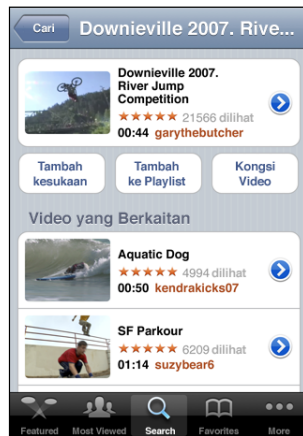 Cari
Downieville 2007. Rive...
Downieville 2007.
River Jump
Competition
21566 dilihat
00:44 garythebutcher
Tambah
kesukaan
Tambah
ke Playlist
Kongsi
Video
Video yang Berkaitan
Aquatic Dog
4994 dilihat
00:50 kendrakicks07
SF Parkour
6209 dilihat
01:14 suzybear6
Featured
Most Viewed
Search
Favorites
More